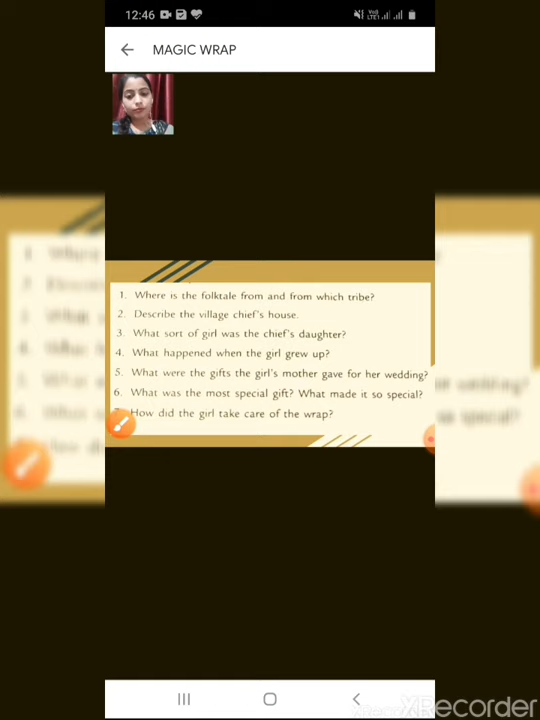 12:46
Vo)) LTE1
MAGIC WRAP
1. Where is the folktale from and from which tribe?
2. Describe the village chief's house.
3. What sort of girl was the chief's daughter?
4. What happened when the girl grew up?
5. What were the gifts the girl's mother gave for her wedding?
6. What was the most special gift? What made it so special?
How did the girl take care of the wrap?
XRecorder